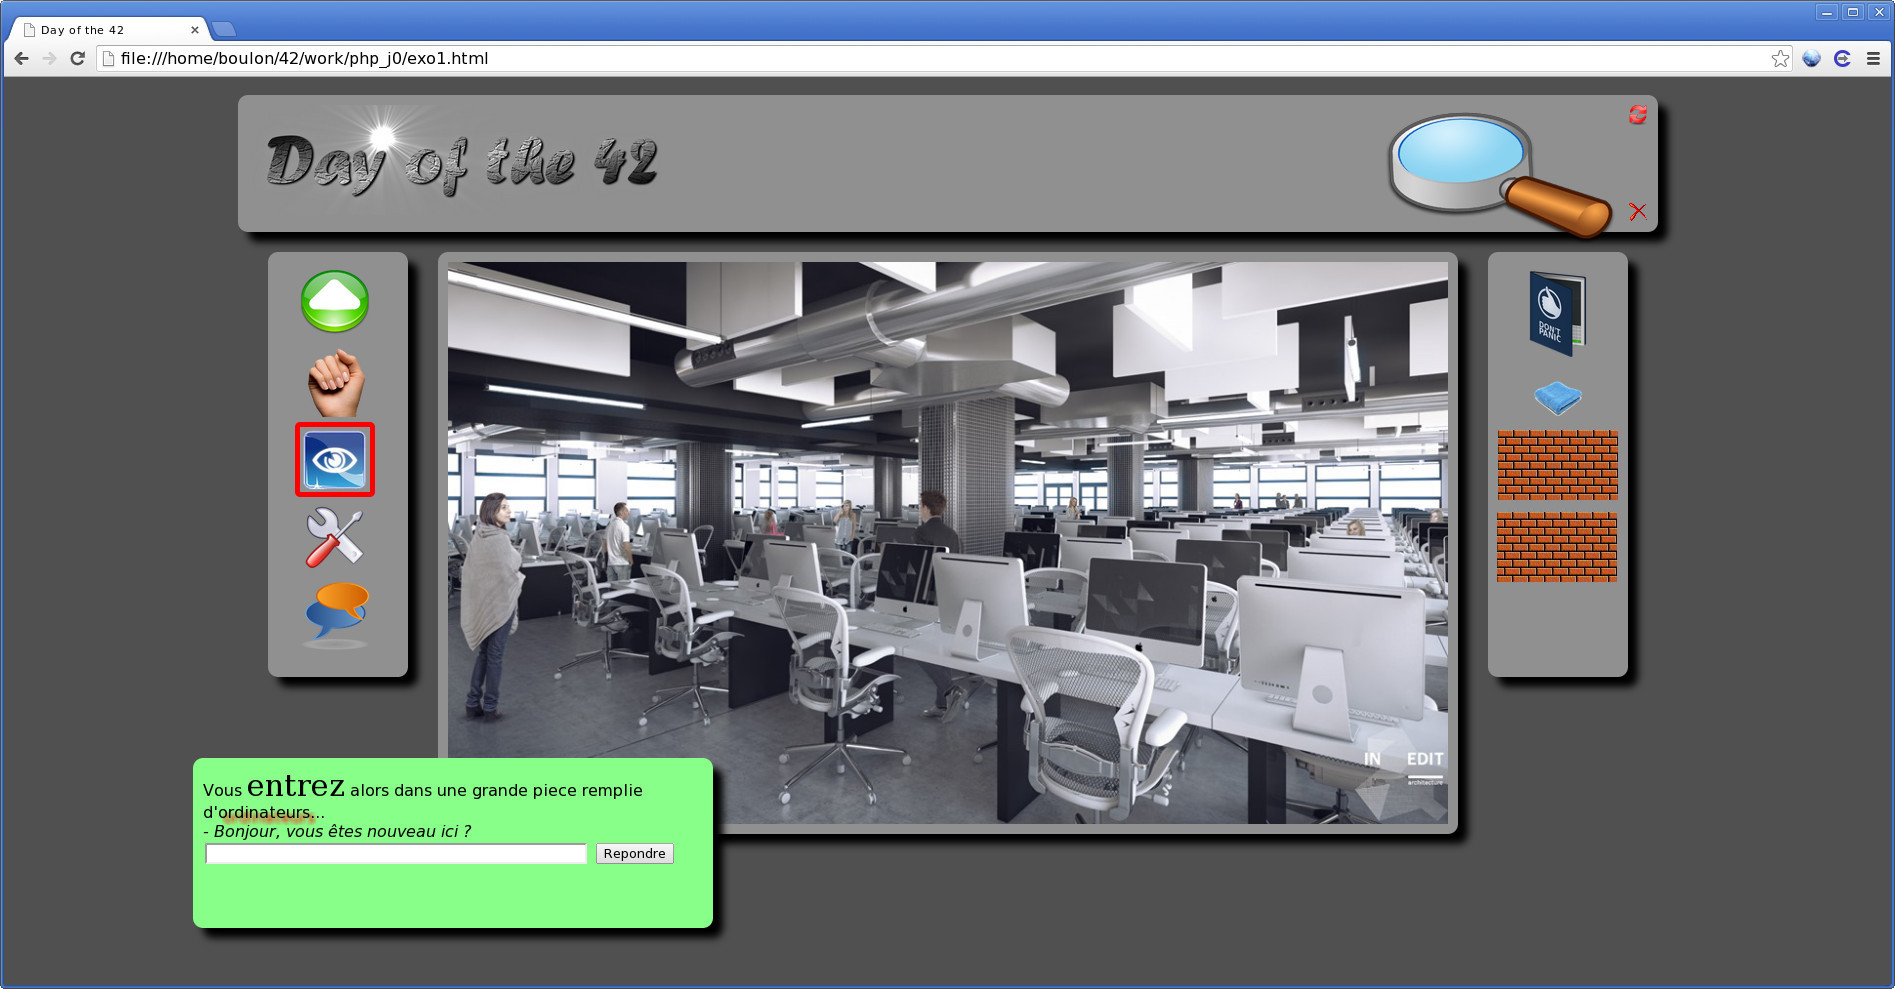 Day of the 42
file:///home/boulon/42/work/php_j0/exo1.html
Day of the 42
DON'T
PANIC
IN EDIT
architecture
Vous entrez alors dans une grande piece remplie
d'ordinateurs...
- Bonjour, vous êtes nouveau ici ?
Repondre